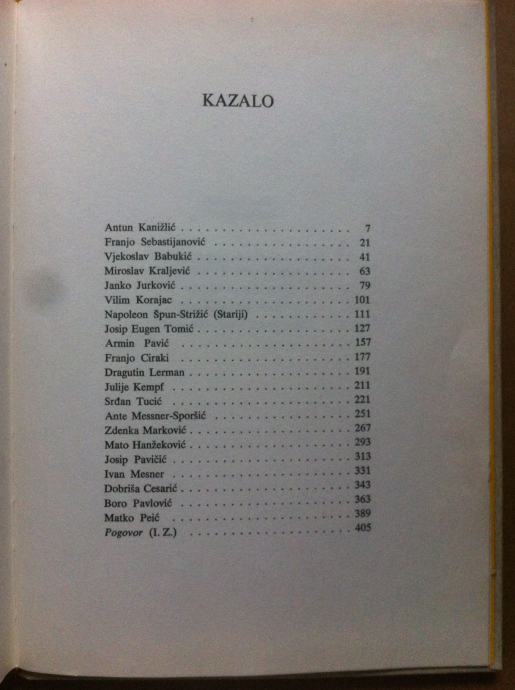 KAZALO
Antun Kanižlić . . . . . . . . . . . . . . . . . . . . . 7
Franjo Sebastijanović . . . . . . . . . . . . . . . . . 21
Vjekoslav Babukić . . . . . . . . . . . . . . . . . . . 41
Miroslav Kraljević . . . . . . . . . . . . . . . . . . . 63
Janko Jurković . . . . . . . . . . . . . . . . . . . . . 79
Vilim Korajac . . . . . . . . . . . . . . . . . . . . . 101
Napoleon Špun-Strižić (Stariji) . . . . . . . . . . . . . 111
Josip Eugen Tomić . . . . . . . . . . . . . . . . . . . 127
Armin Pavić . . . . . . . . . . . . . . . . . . . . . 157
Franjo Ciraki . . . . . . . . . . . . . . . . . . . . . 177
Dragutin Lerman . . . . . . . . . . . . . . . . . . . . 191
Julije Kempf . . . . . . . . . . . . . . . . . . . . . 211
Srđan Tucić . . . . . . . . . . . . . . . . . . . . . 221
Ante Messner-Sporšić . . . . . . . . . . . . . . . . . 251
Zdenka Marković . . . . . . . . . . . . . . . . . . . . 267
Mato Hanžeković . . . . . . . . . . . . . . . . . . . . 293
Josip Pavičić . . . . . . . . . . . . . . . . . . . . . 313
Ivan Mesner . . . . . . . . . . . . . . . . . . . . . 331
Dobriša Cesarić . . . . . . . . . . . . . . . . . . . . 343
Boro Pavlović . . . . . . . . . . . . . . . . . . . . . 363
Matko Peić . . . . . . . . . . . . . . . . . . . . . 389
Pogovor (I. Z.) . . . . . . . . . . . . . . . . . . . . 405